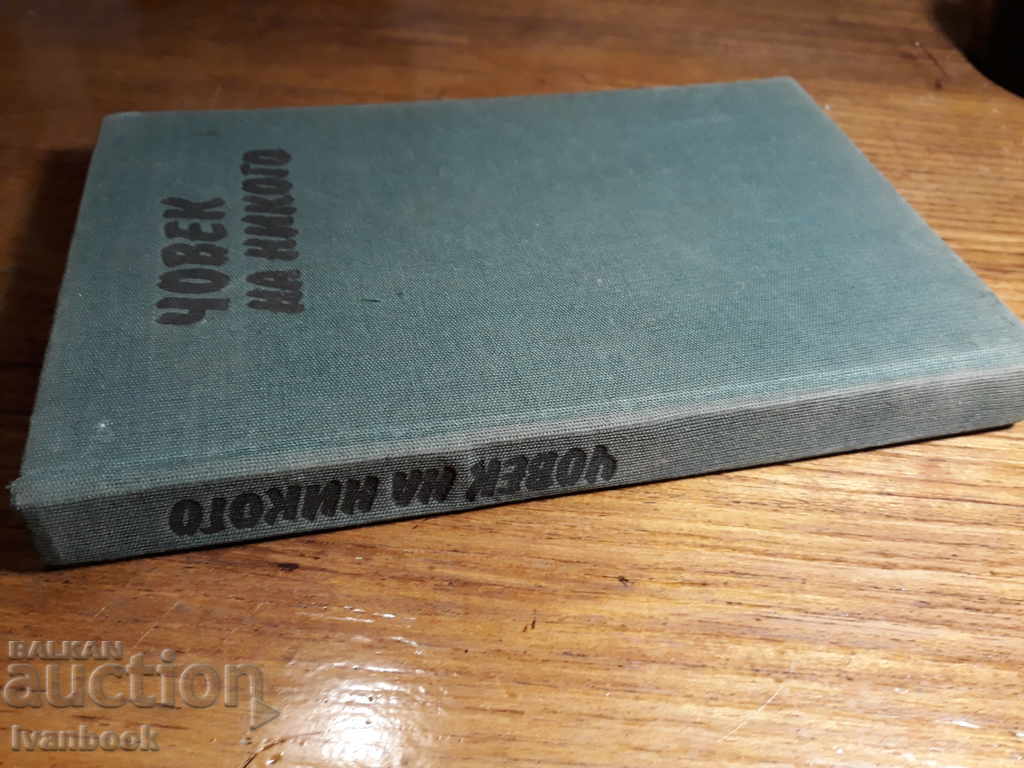 ЧОВЕК
НА НИКОГО
ЧОВЕК НА НИКОГО
BALKAN
auction
Ivanbook